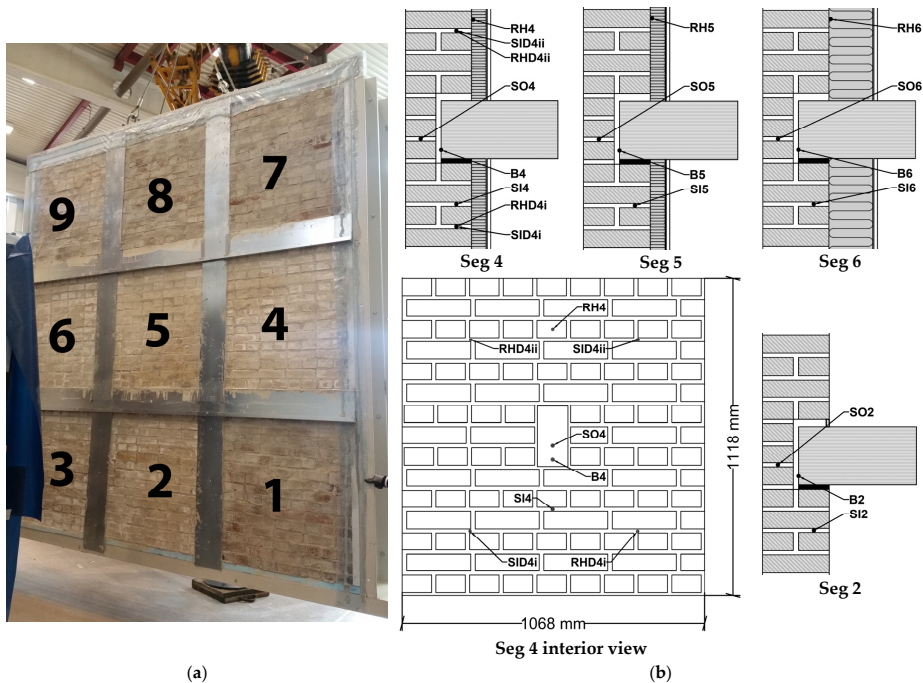 9
8
7
6
5
4
3
2
1
(a)
RH4
SID4ii
RHD4ii
SO4
B4
SI4
RHD4i
SID4i
Seg 4
RH5
SO5
B5
SI5
Seg 5
RH6
SO6
B6
SI6
Seg 6
RH4
RHD4ii
SID4ii
SO4
B4
SI4
SID4i
RHD4i
1118 mm
1068 mm
Seg 4 interior view
SO2
B2
SI2
Seg 2
(b)